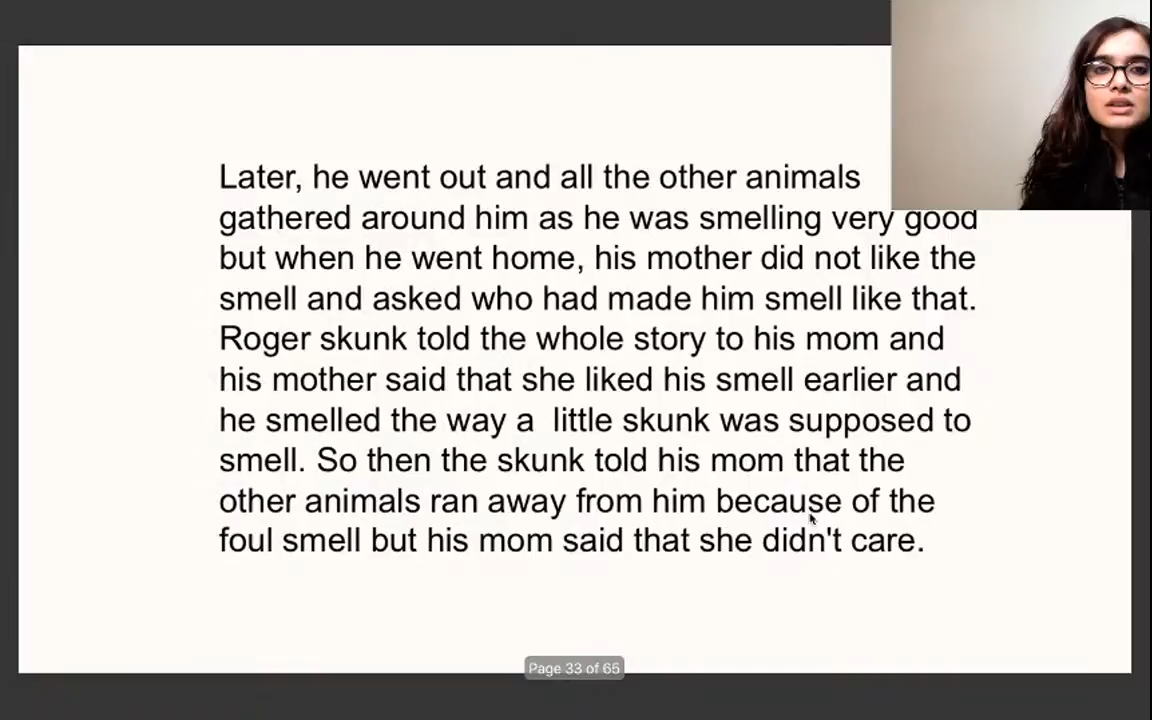 Later, he went out and all the other animals
gathered around him as he was smelling very good
but when he went home, his mother did not like the
smell and asked who had made him smell like that.
Roger skunk told the whole story to his mom and
his mother said that she liked his smell earlier and
he smelled the way a  little skunk was supposed to
smell. So then the skunk told his mom that the
other animals ran away from him because of the
foul smell but his mom said that she didn't care.
Page 33 of 65